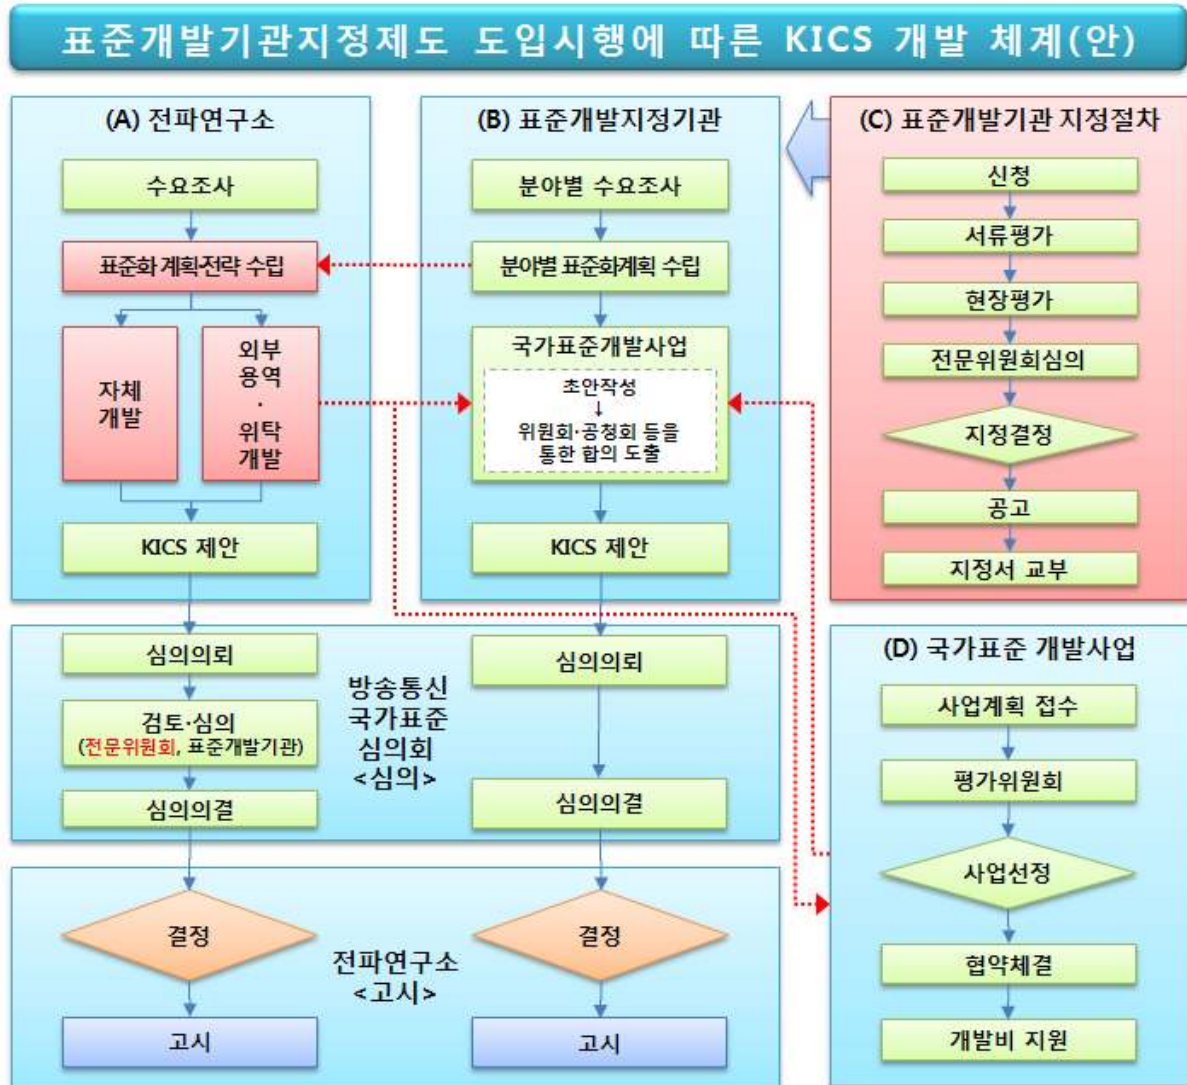 표준개발기관지정제도 도입시행에 따른 KICS 개발 체계(안)
(A) 전파연구소
수요조사
표준화 계획·전략 수립
자체
개발
외부
용역
·
위탁
개발
KICS 제안
(B) 표준개발지정기관
분야별 수요조사
분야별 표준화계획 수립
국가표준개발사업
초안작성
↓
위원회·공청회 등을
통한 합의 도출
KICS 제안
(C) 표준개발기관 지정절차
신청
서류평가
현장평가
전문위원회심의
지정결정
공고
지정서 교부
심의의뢰
검토·심의
(전문위원회, 표준개발기관)
심의의결
방송통신
국가표준
심의회
<심의>
심의의뢰
심의의결
결정
고시
전파연구소
<고시>
결정
고시
(D) 국가표준 개발사업
사업계획 접수
평가위원회
사업선정
협약체결
개발비 지원